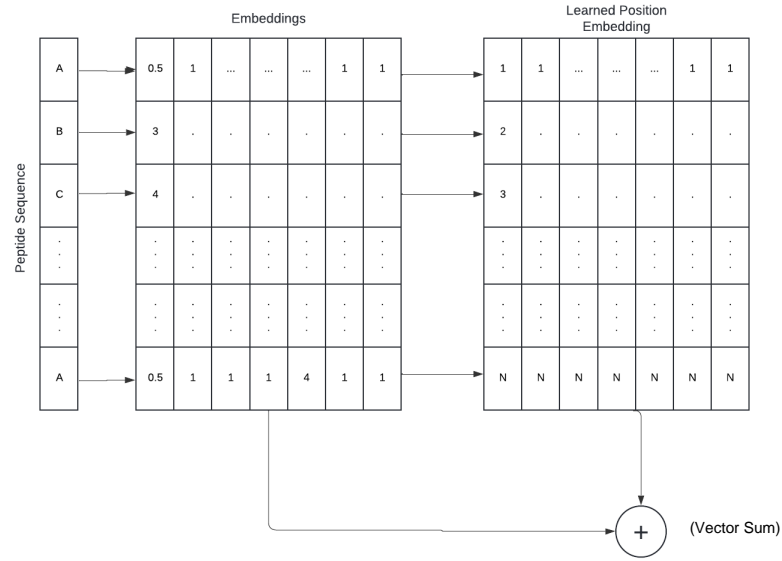 Embeddings
Learned Position
Embedding
Peptide Sequence
A 0.5 1 ... ... ... 1 1 1 1 ... ... ... 1 1
B 3 . . . . . . 2 . . . . . .
C 4 . . . . . . 3 . . . . . .
. . . . . . . . . . . . . . .
. . . . . . . . . . . . . . .
. . . . . . . . . . . . . . .
. . . . . . . . . . . . . . .
. . . . . . . . . . . . . . .
. . . . . . . . . . . . . . .
A 0.5 1 1 1 4 1 1 N N N N N N N
+ (Vector Sum)